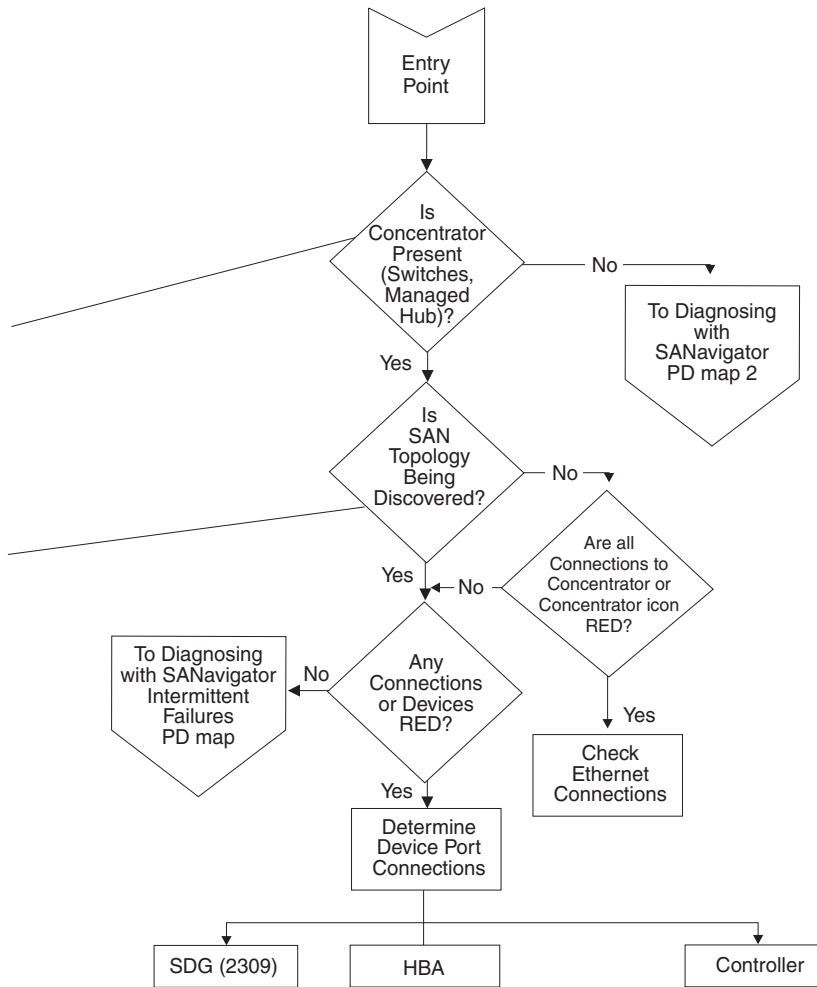 Entry
Point
Is
Concentrator
Present
(Switches,
Managed
Hub)?
No
To Diagnosing
with
SANavigator
PD map 2
Yes
Is
SAN
Topology
Being
Discovered?
No
Are all
Connections to
Concentrator or
Concentrator icon
RED?
Yes
No
To Diagnosing
with SANavigator
Intermittent
Failures
PD map
No
Any
Connections
or Devices
RED?
Yes
Check
Ethernet
Connections
Yes
Determine
Device Port
Connections
SDG (2309)
HBA
Controller